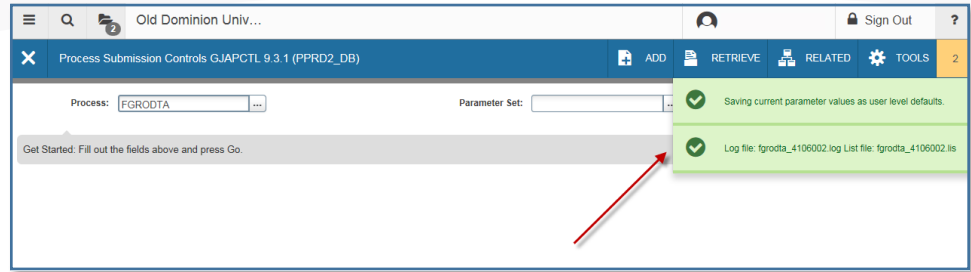 2 Old Dominion Univ... Sign Out ?
Process Submission Controls GJAPCTL 9.3.1 (PPRD2_DB) ADD RETRIEVE RELATED TOOLS 2
Process: FGRODTA ... Parameter Set: ..
Saving current parameter values as user level defaults.
Get Started: Fill out the fields above and press Go.
Log file: fgrodta_4106002.log List file: fgrodta_4106002.lis